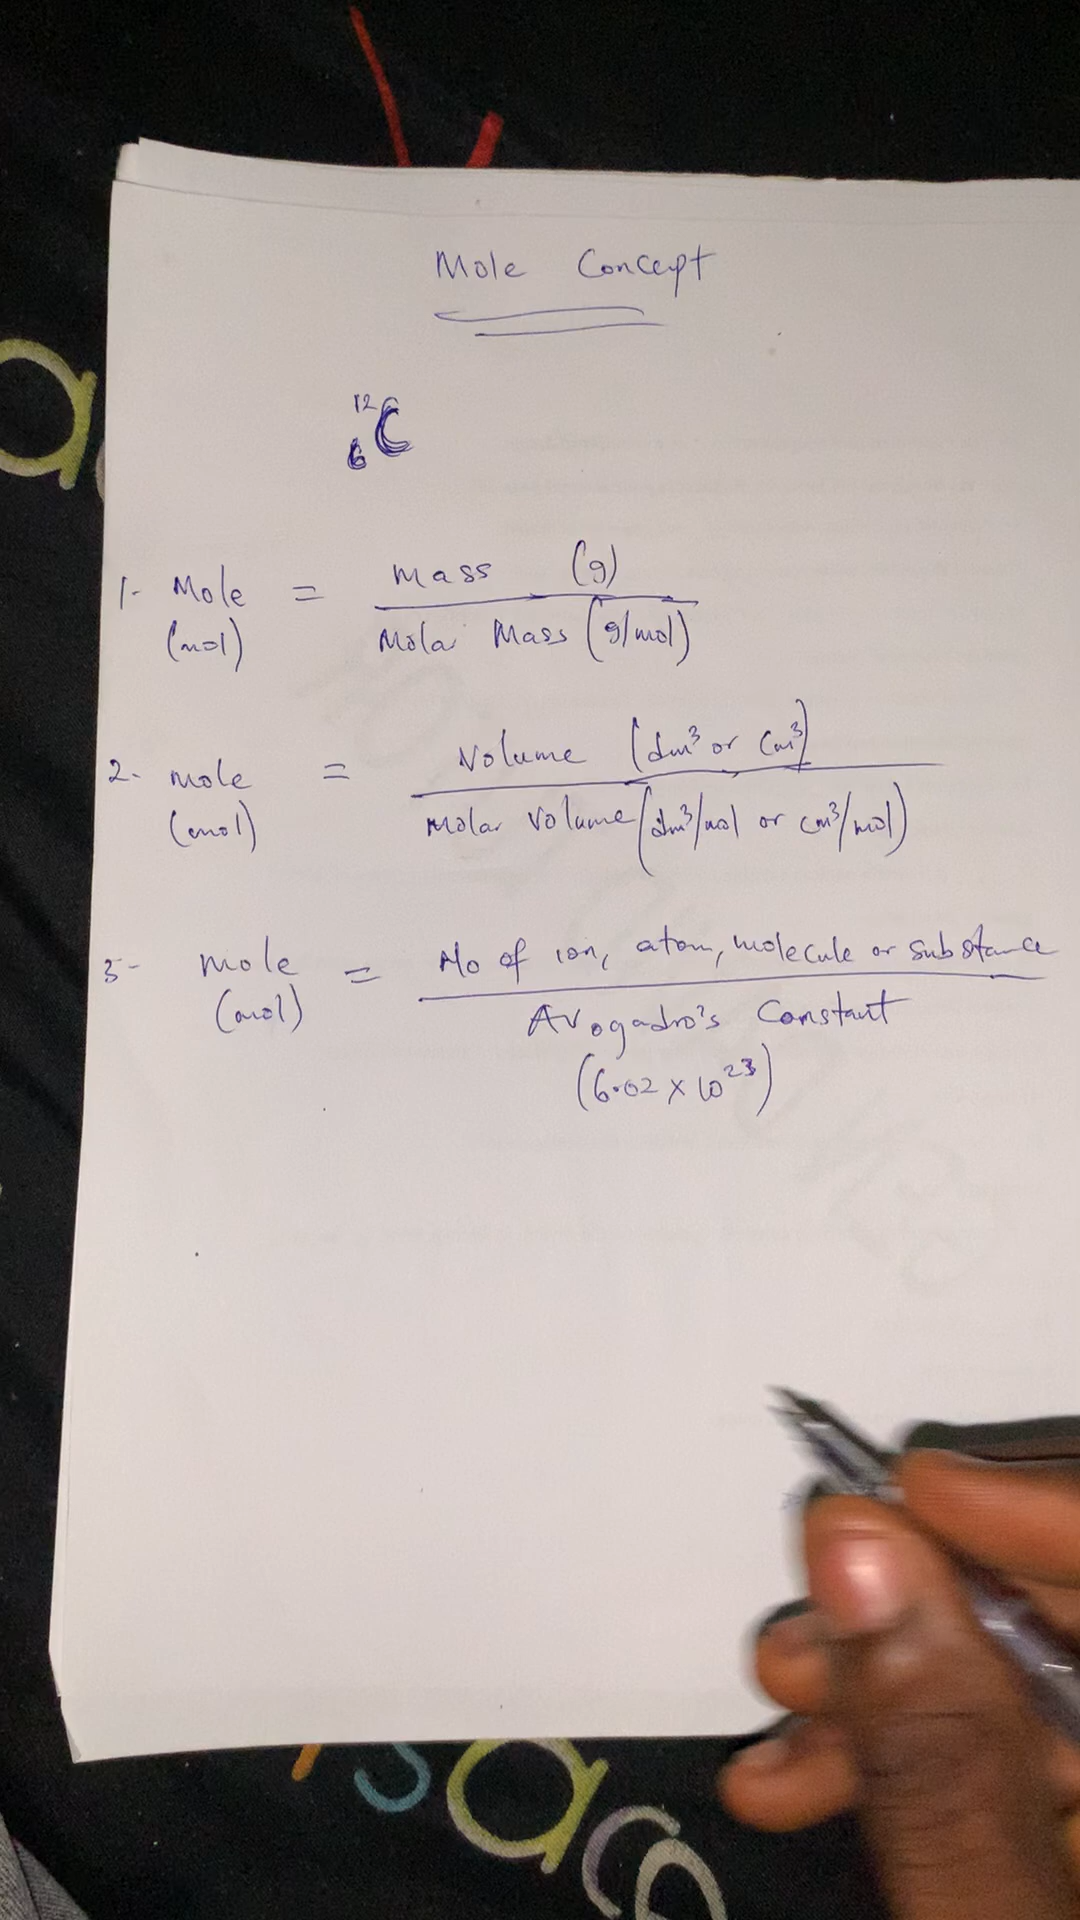 Mole Concept
12
6 C
1- Mole = mass (g)
(mol) Molar Mass (g/mol)
2- mole = Volume (dm³ or cm³)
(mol) Molar Volume (dm³/mol or cm³/mol)
3- mole = No of ion, atom, molecule or substance
(mol) Avogadro's Constant
(6.02 x 10²³)